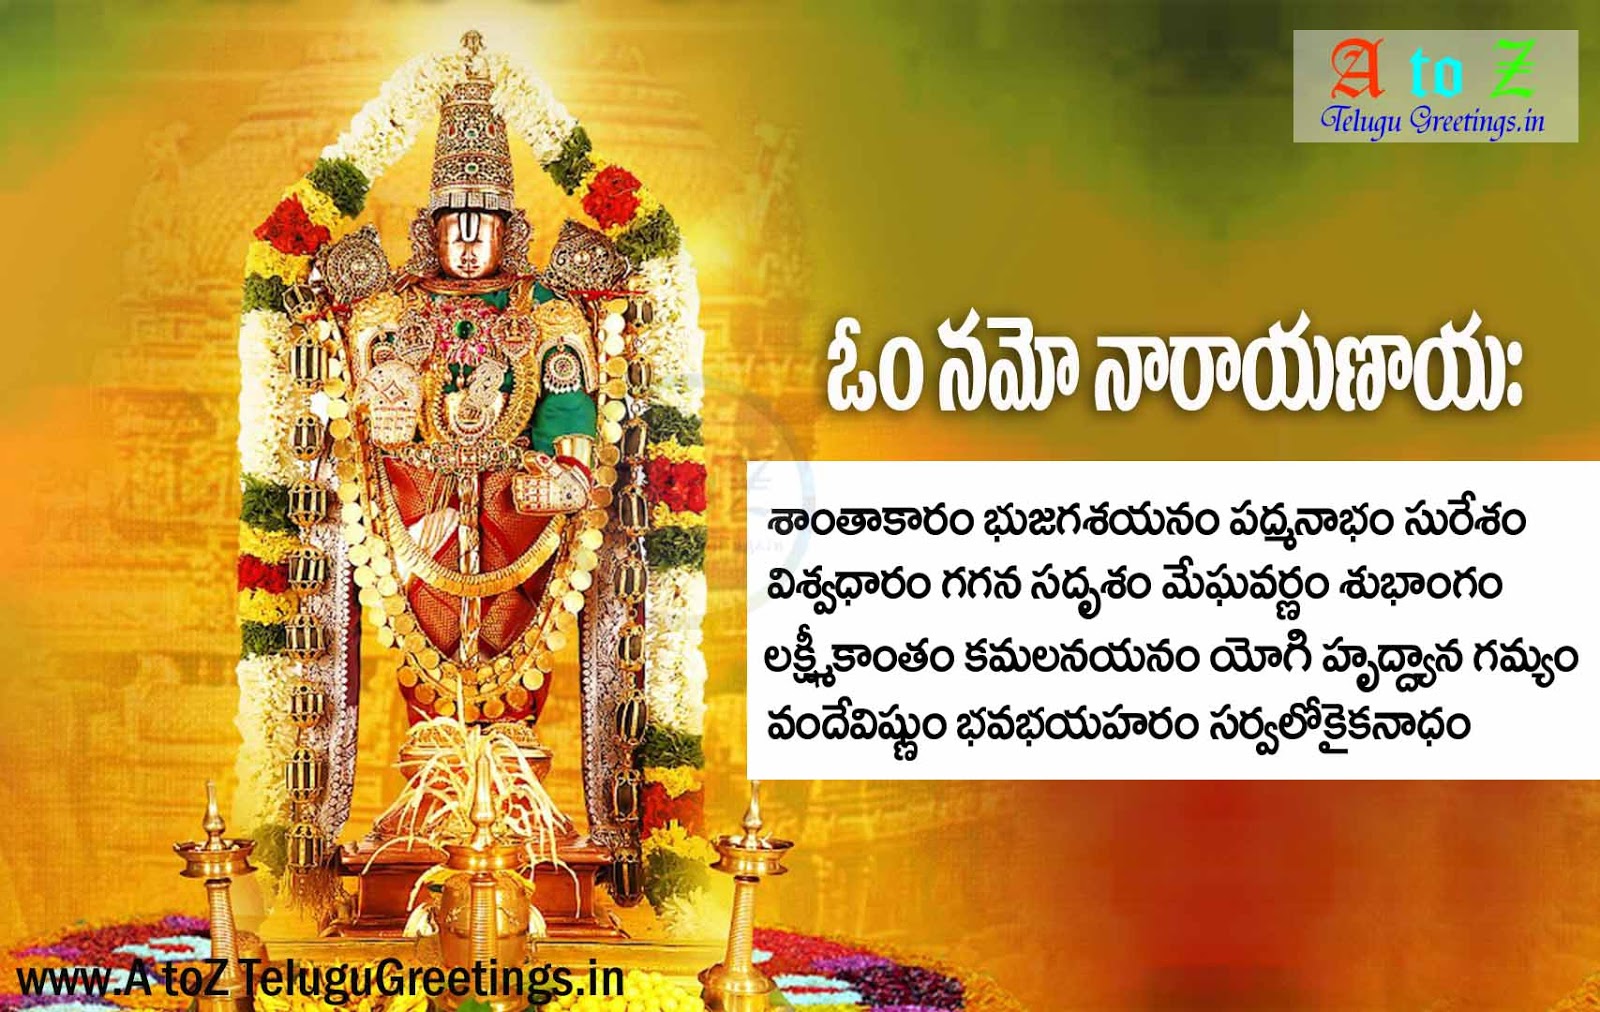 A to Z
Telugu Greetings.in
ఓం నమో నారాయణాయః
శాంతాకారం భుజగశయనం పద్మనాభం సురేశం
విశ్వధారం గగన సదృశం మేఘవర్ణం శుభాంగం
లక్ష్మీకాంతం కమలనయనం యోగి హృద్ధ్యాన గమ్యం
వందేవిష్ణుం భవభయహరం సర్వలోకైకనాధం
www.A toZ TeluguGreetings.in